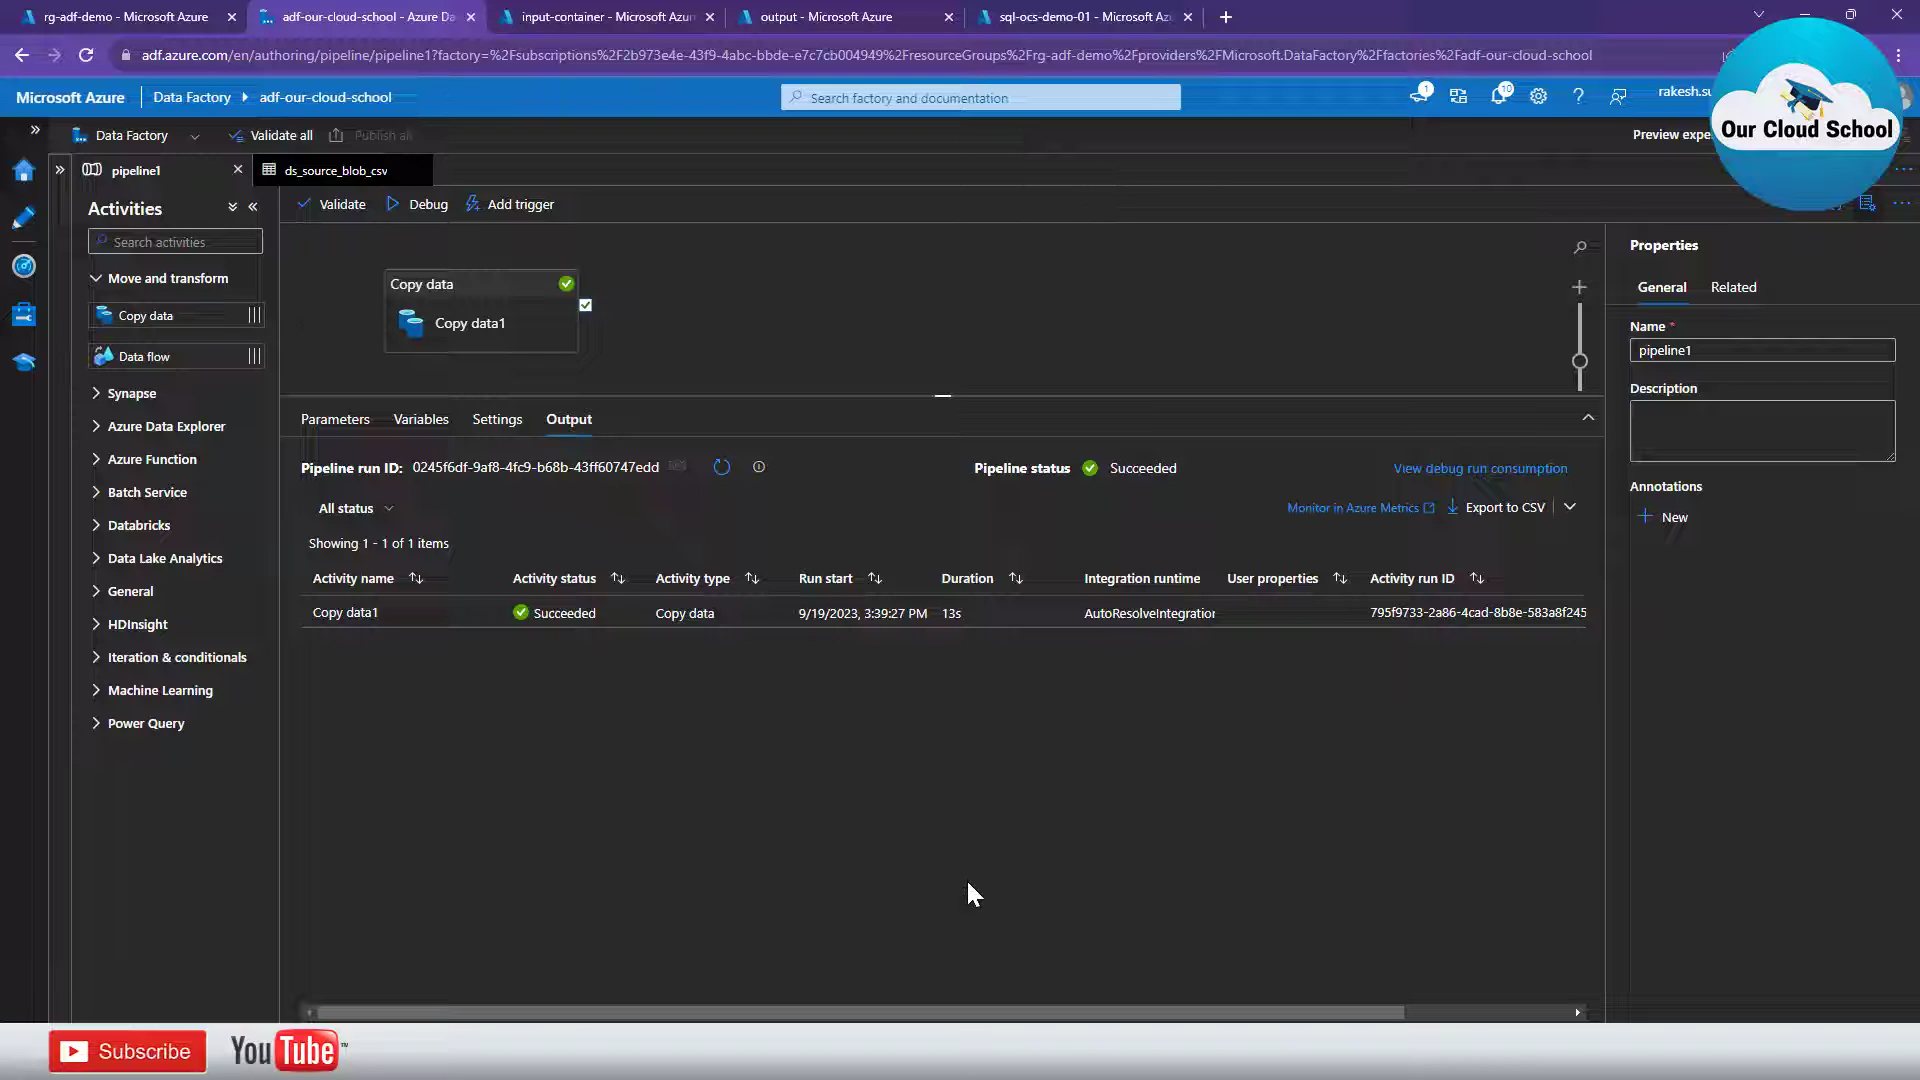 rg-adf-demo - Microsoft Azure
adf-our-cloud-school - Azure Da
input-container - Microsoft Azur
output - Microsoft Azure
sql-ocs-demo-01 - Microsoft Az
adf.azure.com/en/authoring/pipeline/pipeline1?factory=%2Fsubscriptions%2F2b973e4e-43f9-4abc-bbde-e7c7cb004949%2FresourceGroups%2Frg-adf-demo%2Fproviders%2FMicrosoft.DataFactory%2Ffactories%2Fadf-our-cloud-school
Microsoft Azure
Data Factory
adf-our-cloud-school
Search factory and documentation
1
10
rakesh.su
Our Cloud School
Data Factory
Validate all
Publish all
Preview expe
pipeline1
ds_source_blob_csv
Activities
Search activities
Move and transform
Copy data
Data flow
Synapse
Azure Data Explorer
Azure Function
Batch Service
Databricks
Data Lake Analytics
General
HDInsight
Iteration & conditionals
Machine Learning
Power Query
Validate
Debug
Add trigger
Copy data
Copy data1
Parameters
Variables
Settings
Output
Pipeline run ID: 0245f6df-9af8-4fc9-b68b-43ff60747edd
Pipeline status
Succeeded
View debug run consumption
All status
Monitor in Azure Metrics
Export to CSV
Showing 1 - 1 of 1 items
Activity name
Activity status
Activity type
Run start
Duration
Integration runtime
User properties
Activity run ID
Copy data1
Succeeded
Copy data
9/19/2023, 3:39:27 PM
13s
AutoResolveIntegration
795f9733-2a86-4cad-8b8e-583a8f245
Properties
General
Related
Name *
pipeline1
Description
Annotations
New
Subscribe
YouTube